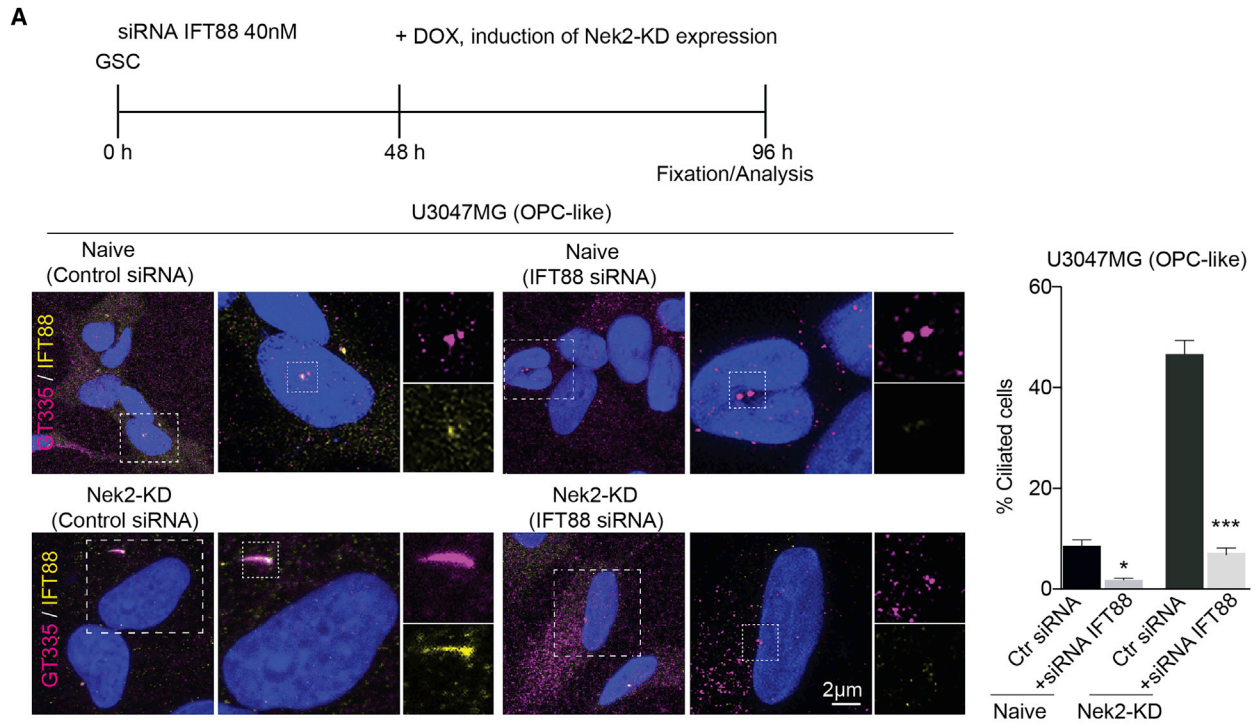 A
siRNA IFT88 40nM
+ DOX, induction of Nek2-KD expression
GSC
0 h
48 h
96 h
Fixation/Analysis
U3047MG (OPC-like)
Naive
(Control siRNA)
Naive
(IFT88 siRNA)
GT335 / IFT88
Nek2-KD
(Control siRNA)
Nek2-KD
(IFT88 siRNA)
GT335 / IFT88
2µm
U3047MG (OPC-like)
% Ciliated cells
60
40
20
0
*
***
Ctr siRNA
+siRNA IFT88
Ctr siRNA
+siRNA IFT88
Naive
Nek2-KD